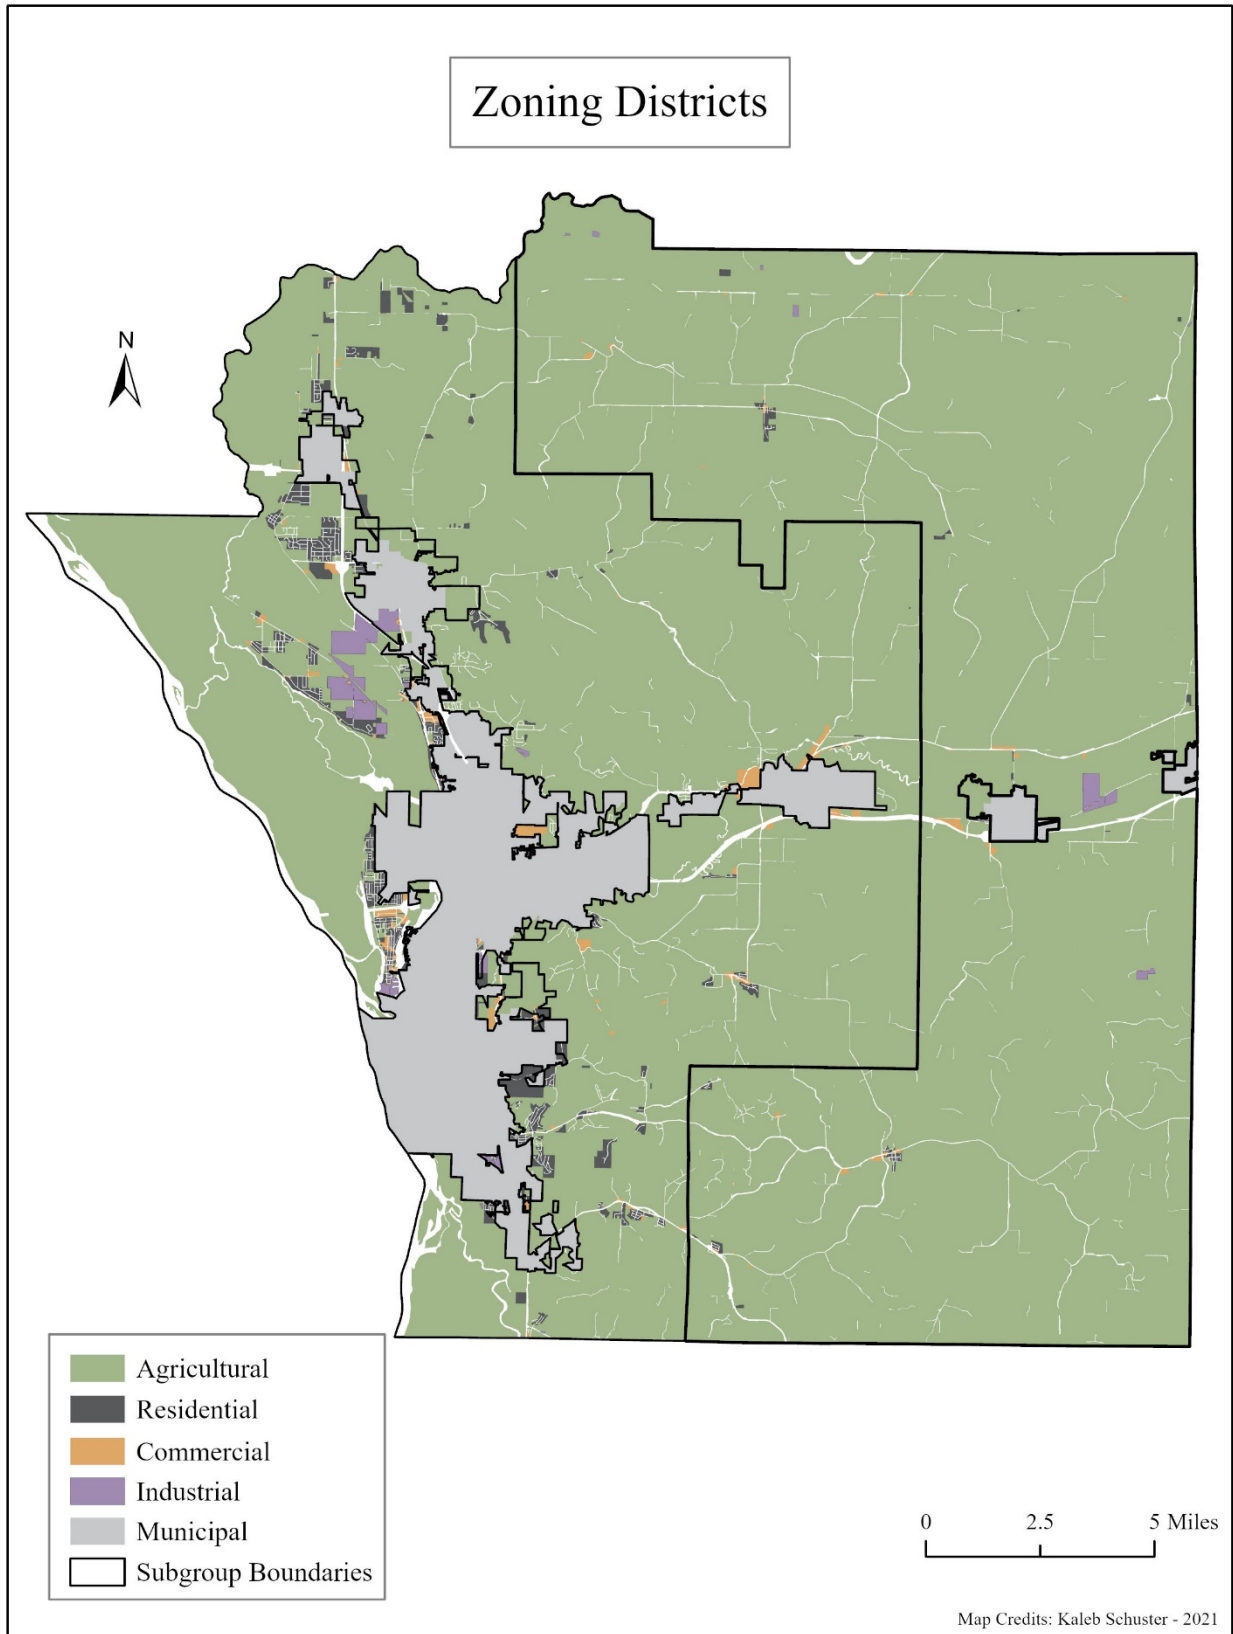 Zoning Districts
N
Agricultural
Residential
Commercial
Industrial
Municipal
Subgroup Boundaries
0 2.5 5 Miles
Map Credits: Kaleb Schuster - 2021